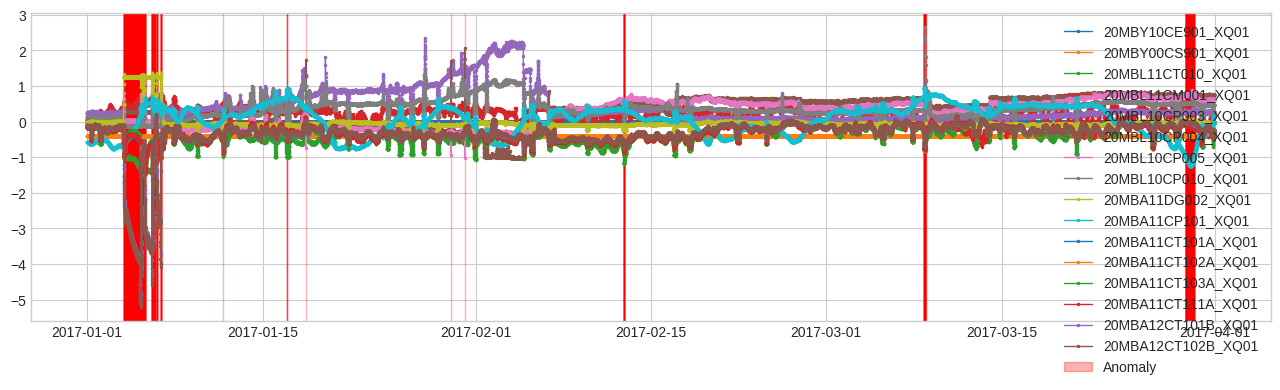 3
2
1
0
−1
−2
−3
−4
−5
2017-01-01
2017-01-15
2017-02-01
2017-02-15
2017-03-01
2017-03-15
2017-04-01
20MBY10CE901_XQ01
20MBY00CS901_XQ01
20MBL11CT010_XQ01
20MBL11CM001_XQ01
20MBL10CP003_XQ01
20MBL10CP004_XQ01
20MBL10CP005_XQ01
20MBL10CP010_XQ01
20MBA11DG002_XQ01
20MBA11CP101_XQ01
20MBA11CT101A_XQ01
20MBA11CT102A_XQ01
20MBA11CT103A_XQ01
20MBA11CT111A_XQ01
20MBA12CT101B_XQ01
20MBA12CT102B_XQ01
Anomaly